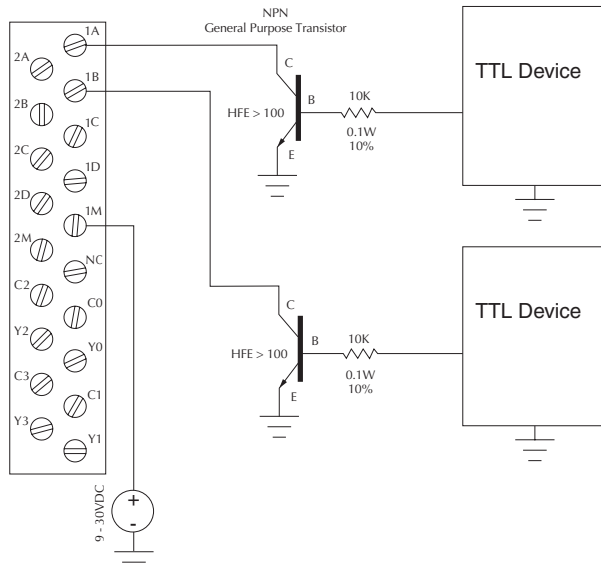 NPN
General Purpose Transistor
1A
2A
1B
2B
1C
2C
1D
2D
1M
2M
NC
C2
C0
Y2
Y0
C3
C1
Y3
Y1
C
B
E
HFE > 100
10K
0.1W
10%
TTL Device
C
B
E
HFE > 100
10K
0.1W
10%
TTL Device
9 - 30VDC
+
-